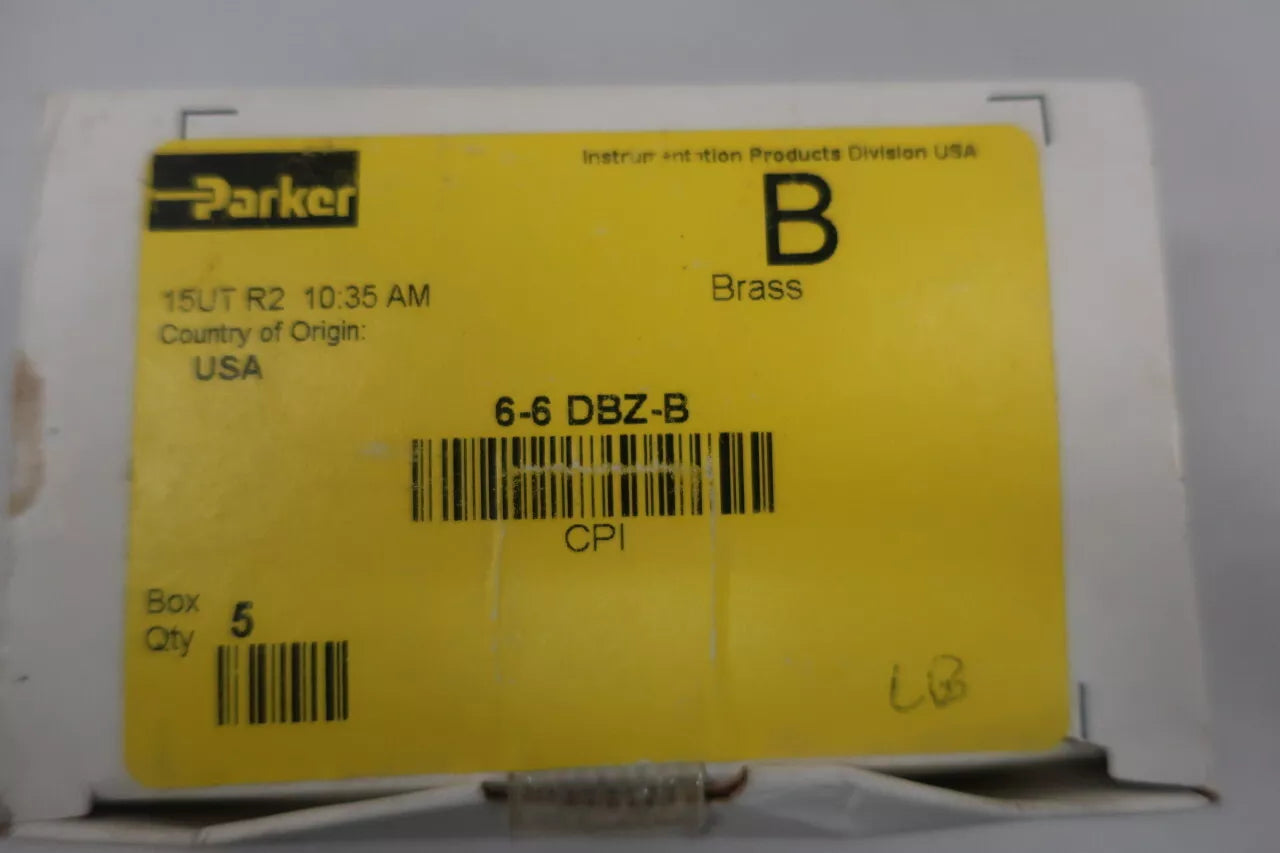 Parker
Instrumentation Products Division USA
B
Brass
15UT R2 10:35 AM
Country of Origin:
USA
6-6 DBZ-B
CPI
Box
Qty
5
LB